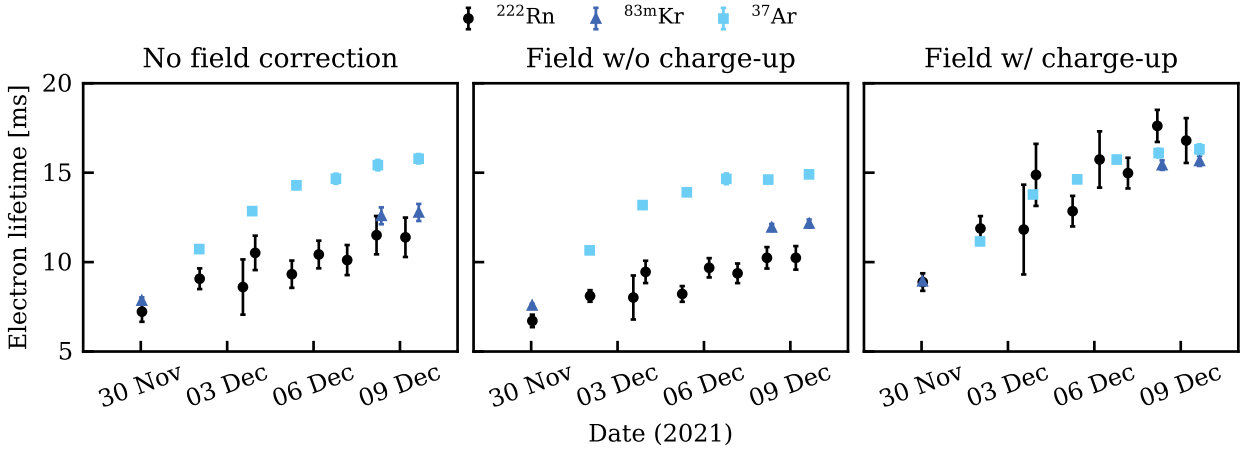 ²²²Rn ⁸³ᵐKr ³⁷Ar
No field correction Field w/o charge-up Field w/ charge-up
Electron lifetime [ms]
20
15
10
5
30 Nov 03 Dec 06 Dec 09 Dec 30 Nov 03 Dec 06 Dec 09 Dec 30 Nov 03 Dec 06 Dec 09 Dec
Date (2021)